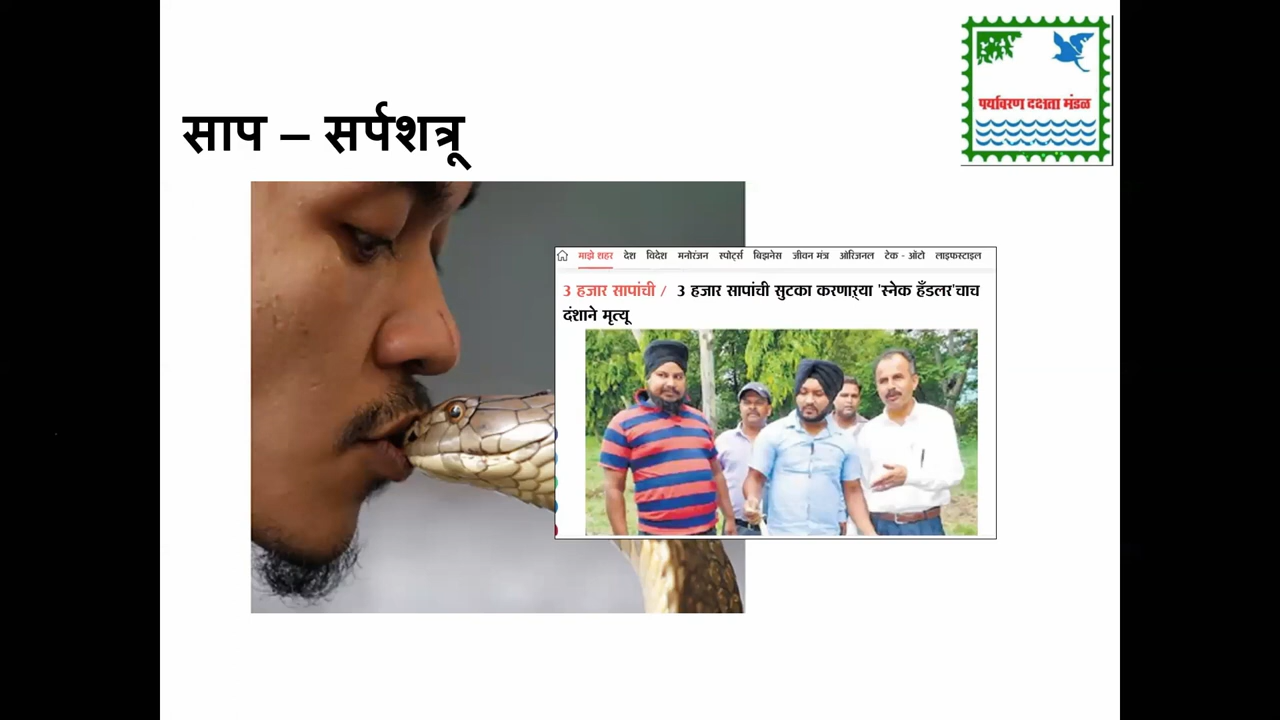 पर्यावरण दक्षता मंडळ
साप – सर्पशत्रू
माझे शहर देश विदेश मनोरंजन स्पोर्ट्स बिझनेस जीवन मंत्र ओरिजनल टेक - ऑटो लाइफस्टाइल
3 हजार सापांची / 3 हजार सापांची सुटका करणाऱ्या 'स्नेक हँडलर'चाच
दंशाने मृत्यू